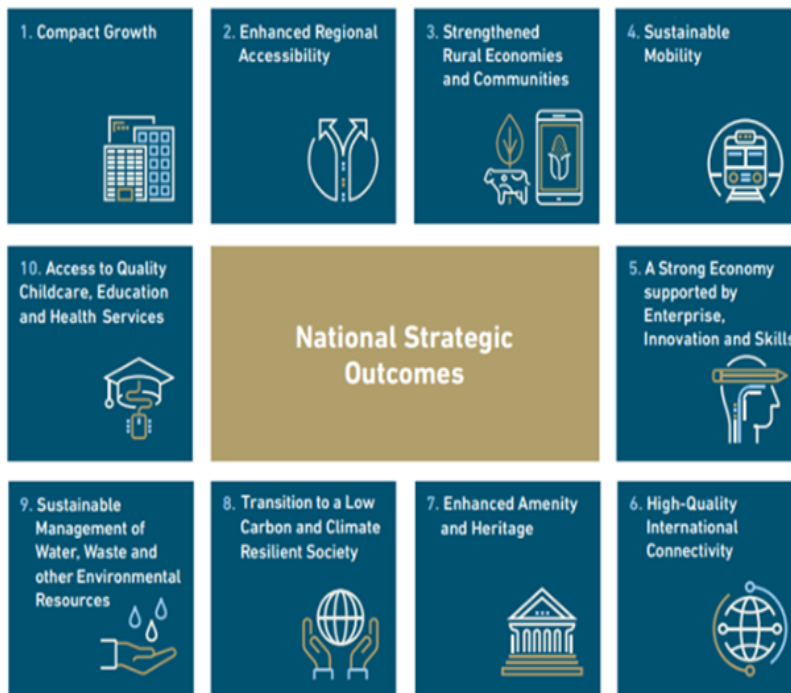 1. Compact Growth
2. Enhanced Regional
Accessibility
3. Strengthened
Rural Economies
and Communities
4. Sustainable
Mobility
10. Access to Quality
Childcare, Education
and Health Services
National Strategic
Outcomes
5. A Strong Economy
supported by
Enterprise,
Innovation and Skills
9. Sustainable
Management of
Water, Waste and
other Environmental
Resources
8. Transition to a Low
Carbon and Climate
Resilient Society
7. Enhanced Amenity
and Heritage
6. High-Quality
International
Connectivity